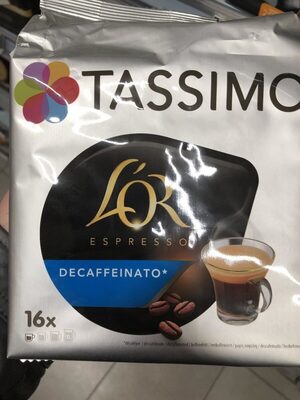 TASSIMO
L'OR
ESPRESSO
DECAFFEINATO*
16x